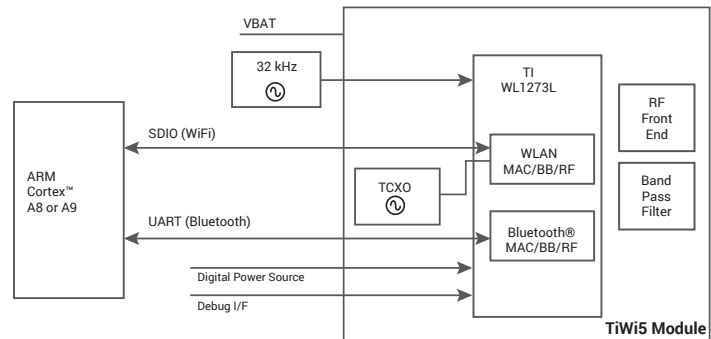 VBAT
32 kHz
TI
WL1273L
RF
Front
End
SDIO (WiFi)
WLAN
MAC/BB/RF
ARM
Cortex™
A8 or A9
TCXO
Band
Pass
Filter
UART (Bluetooth)
Bluetooth®
MAC/BB/RF
Digital Power Source
Debug I/F
TiWi5 Module